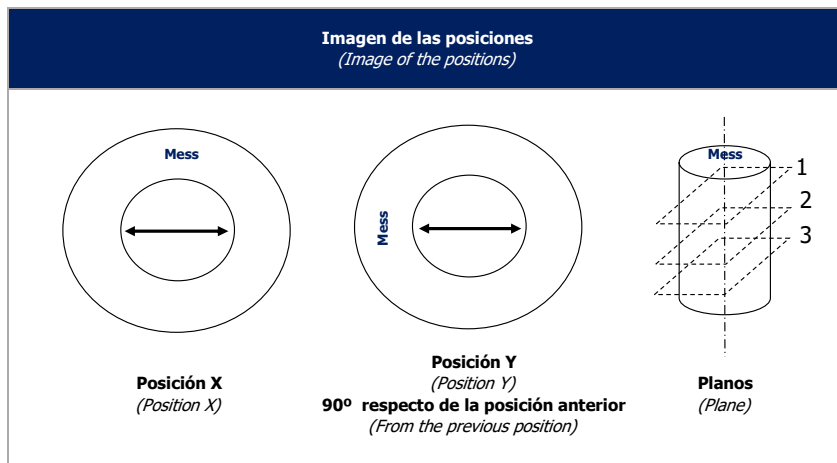 Imagen de las posiciones
(Image of the positions)
Mess
Mess
Mess
1
2
3
Posición X
(Position X)
Posición Y
(Position Y)
90º respecto de la posición anterior
(From the previous position)
Planos
(Plane)